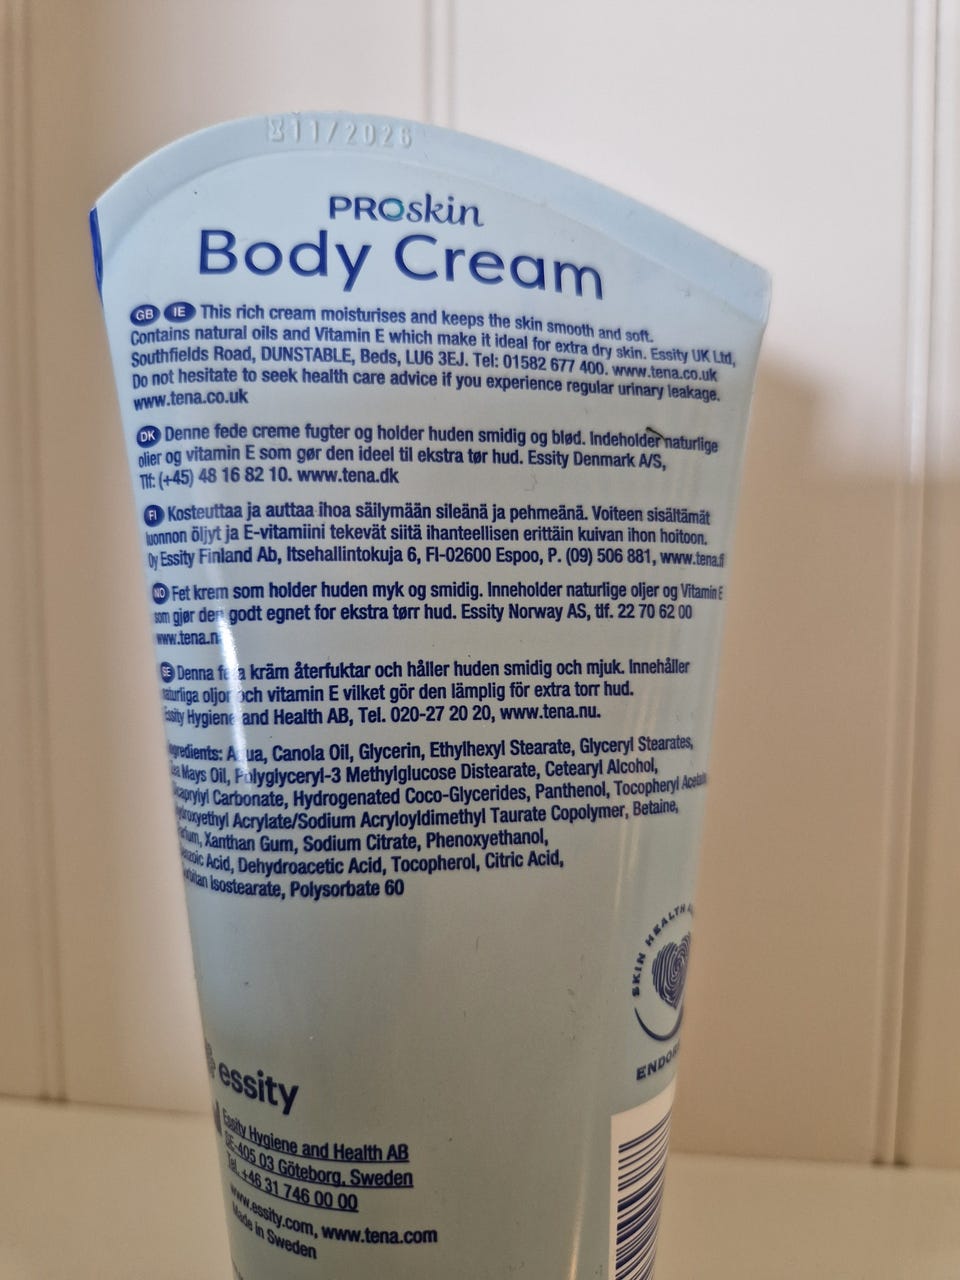 11/2026
PROskin
Body Cream
GB IE This rich cream moisturises and keeps the skin smooth and soft.
Contains natural oils and Vitamin E which make it ideal for extra dry skin. Essity UK Ltd,
Southfields Road, DUNSTABLE, Beds, LU6 3EJ. Tel: 01582 677 400. www.tena.co.uk
Do not hesitate to seek health care advice if you experience regular urinary leakage.
www.tena.co.uk
DK Denne fede creme fugter og holder huden smidig og blød. Indeholder naturlige
olier og vitamin E som gør den ideel til ekstra tør hud. Essity Denmark A/S,
Tlf: (+45) 48 16 82 10. www.tena.dk
FI Kosteuttaa ja auttaa ihoa säilymään sileänä ja pehmeänä. Voiteen sisältämät
luonnon öljyt ja E-vitamiini tekevät siitä ihanteellisen erittäin kuivan ihon hoitoon.
Oy Essity Finland Ab, Itsehallintokuja 6, FI-02600 Espoo, P. (09) 506 881, www.tena.fi
NO Fet krem som holder huden myk og smidig. Inneholder naturlige oljer og Vitamin E
som gjør den godt egnet for ekstra tørr hud. Essity Norway AS, tlf. 22 70 62 00
www.tena.n
SE Denna feta kräm återfuktar och håller huden smidig och mjuk. Innehåller
naturliga oljor och vitamin E vilket gör den lämplig för extra torr hud.
Essity Hygiene and Health AB, Tel. 020-27 20 20, www.tena.nu.
Ingredients: Aqua, Canola Oil, Glycerin, Ethylhexyl Stearate, Glyceryl Stearates,
Zea Mays Oil, Polyglyceryl-3 Methylglucose Distearate, Cetearyl Alcohol,
Dicaprylyl Carbonate, Hydrogenated Coco-Glycerides, Panthenol, Tocopheryl Acetate,
Hydroxyethyl Acrylate/Sodium Acryloyldimethyl Taurate Copolymer, Betaine,
Parfum, Xanthan Gum, Sodium Citrate, Phenoxyethanol,
Benzoic Acid, Dehydroacetic Acid, Tocopherol, Citric Acid,
Sorbitan Isostearate, Polysorbate 60
SKIN HEALTH
ENDOR
essity
Essity Hygiene and Health AB
SE-405 03 Göteborg, Sweden
Tel. +46 31 746 00 00
www.essity.com, www.tena.com
Made in Sweden